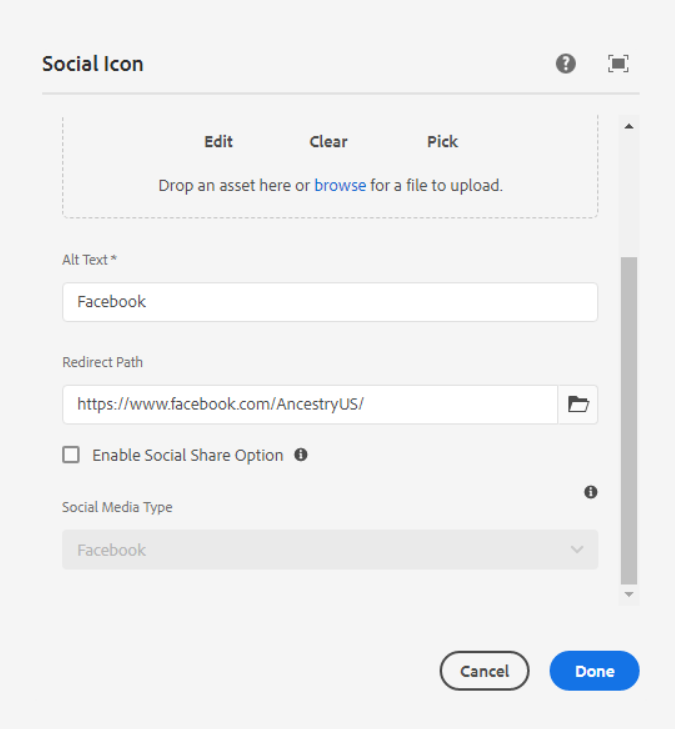 Social Icon
Edit Clear Pick
Drop an asset here or browse for a file to upload.
Alt Text *
Facebook
Redirect Path
https://www.facebook.com/AncestryUS/
Enable Social Share Option
Social Media Type
Facebook
Cancel Done